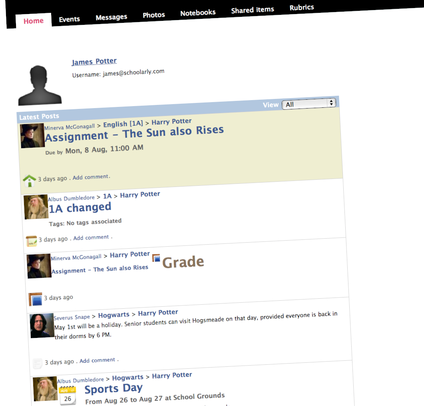 Home Events Messages Photos Notebooks Shared items Rubrics
James Potter
Username: james@schoolarly.com
Latest Posts View All
Minerva McGonagall > English [1A] > Harry Potter
Assignment - The Sun also Rises
Due by Mon, 8 Aug, 11:00 AM
3 days ago . Add comment.
Albus Dumbledore > 1A > Harry Potter
1A changed
Tags: No tags associated
3 days ago . Add comment .
Minerva McGonagall > Harry Potter
Assignment - The Sun also Rises
Grade
3 days ago
Severus Snape > Hogwarts > Harry Potter
May 1st will be a holiday. Senior students can visit Hogsmeade on that day, provided everyone is back in
their dorms by 6 PM.
3 days ago . Add comment .
Albus Dumbledore > Hogwarts > Harry Potter
26
Sports Day
From Aug 26 to Aug 27 at School Grounds